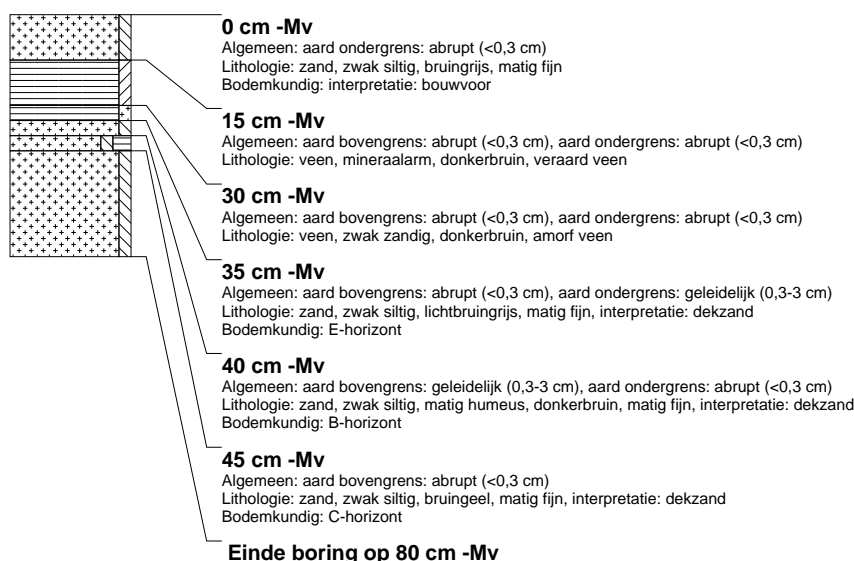 0 cm -Mv
Algemeen: aard ondergrens: abrupt (<0,3 cm)
Lithologie: zand, zwak siltig, bruingrijs, matig fijn
Bodemkundig: interpretatie: bouwvoor
15 cm -Mv
Algemeen: aard bovengrens: abrupt (<0,3 cm), aard ondergrens: abrupt (<0,3 cm)
Lithologie: veen, mineraalarm, donkerbruin, veraard veen
30 cm -Mv
Algemeen: aard bovengrens: abrupt (<0,3 cm), aard ondergrens: abrupt (<0,3 cm)
Lithologie: veen, zwak zandig, donkerbruin, amorf veen
35 cm -Mv
Algemeen: aard bovengrens: abrupt (<0,3 cm), aard ondergrens: geleidelijk (0,3-3 cm)
Lithologie: zand, zwak siltig, lichtbruingrijs, matig fijn, interpretatie: dekzand
Bodemkundig: E-horizont
40 cm -Mv
Algemeen: aard bovengrens: geleidelijk (0,3-3 cm), aard ondergrens: abrupt (<0,3 cm)
Lithologie: zand, zwak siltig, matig humeus, donkerbruin, matig fijn, interpretatie: dekzand
Bodemkundig: B-horizont
45 cm -Mv
Algemeen: aard bovengrens: abrupt (<0,3 cm)
Lithologie: zand, zwak siltig, bruingeel, matig fijn, interpretatie: dekzand
Bodemkundig: C-horizont
Einde boring op 80 cm -Mv